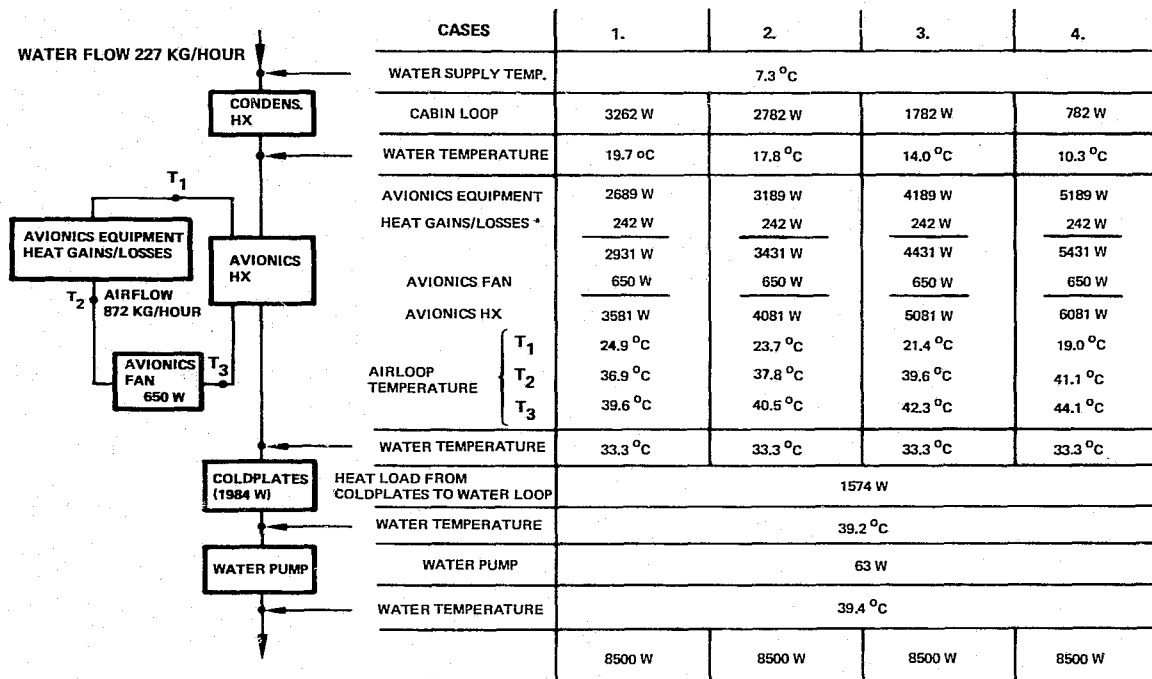 WATER FLOW 227 KG/HOUR
CONDENS.
HX
T1
AVIONICS EQUIPMENT
HEAT GAINS/LOSSES
AVIONICS
HX
T2
AIRFLOW
872 KG/HOUR
AVIONICS
FAN
650 W
T3
COLDPLATES
(1984 W)
WATER PUMP
CASES 1. 2. 3. 4.
WATER SUPPLY TEMP. 7.3 °C
CABIN LOOP 3262 W 2782 W 1782 W 782 W
WATER TEMPERATURE 19.7 °C 17.8 °C 14.0 °C 10.3 °C
AVIONICS EQUIPMENT 2689 W 3189 W 4189 W 5189 W
HEAT GAINS/LOSSES * 242 W 242 W 242 W 242 W
2931 W 3431 W 4431 W 5431 W
AVIONICS FAN 650 W 650 W 650 W 650 W
AVIONICS HX 3581 W 4081 W 5081 W 6081 W
AIRLOOP
TEMPERATURE
T1 24.9 °C 23.7 °C 21.4 °C 19.0 °C
T2 36.9 °C 37.8 °C 39.6 °C 41.1 °C
T3 39.6 °C 40.5 °C 42.3 °C 44.1 °C
WATER TEMPERATURE 33.3 °C 33.3 °C 33.3 °C 33.3 °C
HEAT LOAD FROM
COLDPLATES TO WATER LOOP 1574 W
WATER TEMPERATURE 39.2 °C
WATER PUMP 63 W
WATER TEMPERATURE 39.4 °C
8500 W 8500 W 8500 W 8500 W